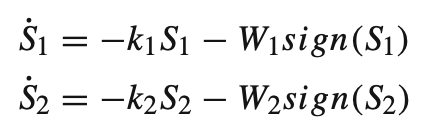 Ṡ₁ = −k₁S₁ − W₁sign(S₁)
Ṡ₂ = −k₂S₂ − W₂sign(S₂)